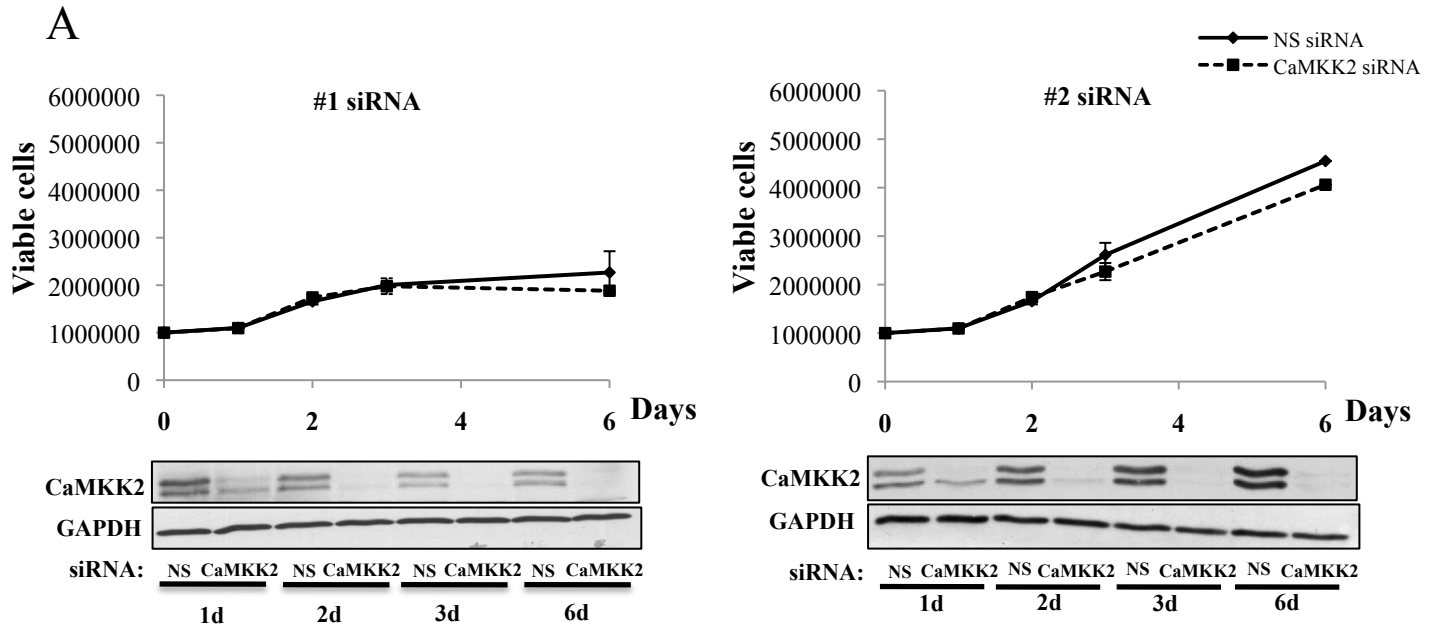 A
NS siRNA
CaMKK2 siRNA
#1 siRNA
Viable cells
6000000
5000000
4000000
3000000
2000000
1000000
0
0 2 4 6 Days
CaMKK2
GAPDH
siRNA: NS CaMKK2 NS CaMKK2 NS CaMKK2 NS CaMKK2
1d 2d 3d 6d
#2 siRNA
Viable cells
6000000
5000000
4000000
3000000
2000000
1000000
0
0 2 4 6 Days
CaMKK2
GAPDH
siRNA: NS CaMKK2 NS CaMKK2 NS CaMKK2 NS CaMKK2
1d 2d 3d 6d